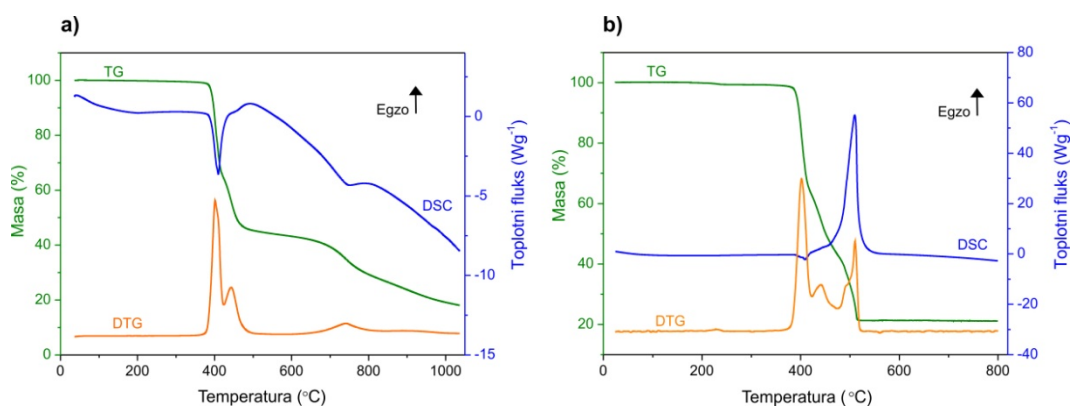 a)
TG
Egzo
DSC
DTG
Masa (%)
100
80
60
40
20
0
0
-5
-10
-15
Toplotni fluks (Wg-1)
0 200 400 600 800 1000
Temperatura (°C)
b)
TG
Egzo
DSC
DTG
Masa (%)
100
80
60
40
20
80
60
40
20
0
-20
-40
Toplotni fluks (Wg-1)
0 200 400 600 800
Temperatura (°C)